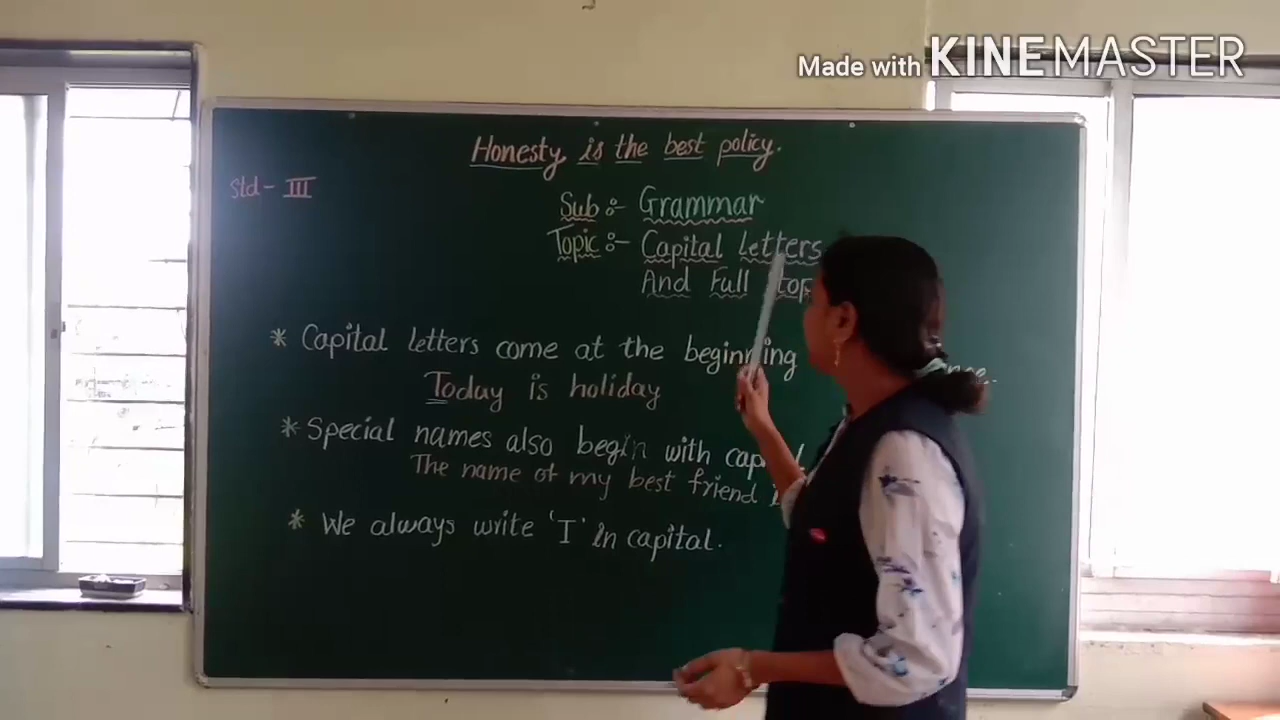 Made with KINEMASTER
Honesty is the best policy.
Std - III
Sub :- Grammar
Topic :- Capital letters
And Full
* Capital letters come at the beginning
Today is holiday
* Special names also begin with
The name of my best friend
* We always write 'I' in capital.